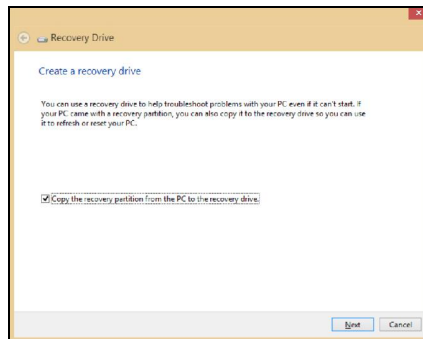 Recovery Drive
Create a recovery drive
You can use a recovery drive to help troubleshoot problems with your PC even if it can't start. If
your PC came with a recovery partition, you can also copy it to the recovery drive so you can use
it to refresh or reset your PC.
Copy the recovery partition from the PC to the recovery drive.
Next Cancel